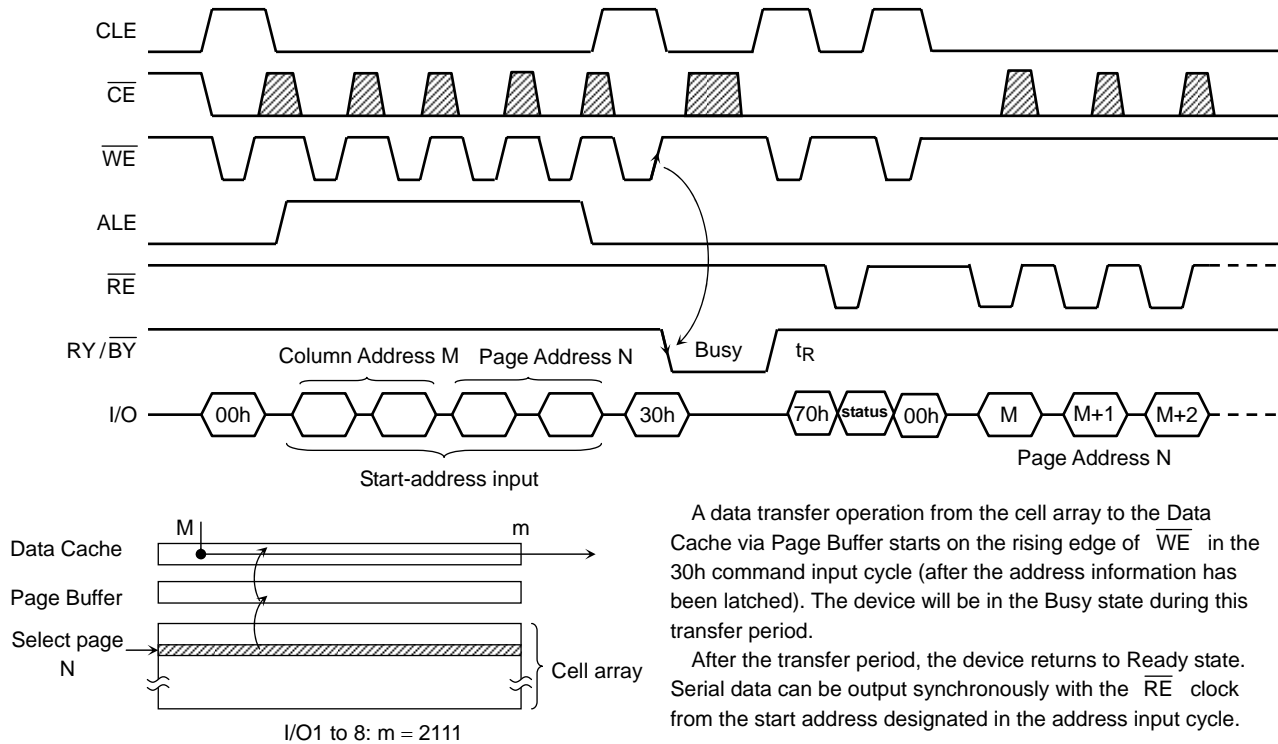 CLE
CE
WE
ALE
RE
RY/BY
Busy
tR
Column Address M
Page Address N
I/O
00h
30h
70h
status
00h
M
M+1
M+2
Start-address input
Page Address N
M
m
Data Cache
Page Buffer
Select page
N
Cell array
I/O1 to 8: m = 2111
A data transfer operation from the cell array to the Data
Cache via Page Buffer starts on the rising edge of WE in the
30h command input cycle (after the address information has
been latched). The device will be in the Busy state during this
transfer period.
After the transfer period, the device returns to Ready state.
Serial data can be output synchronously with the RE clock
from the start address designated in the address input cycle.